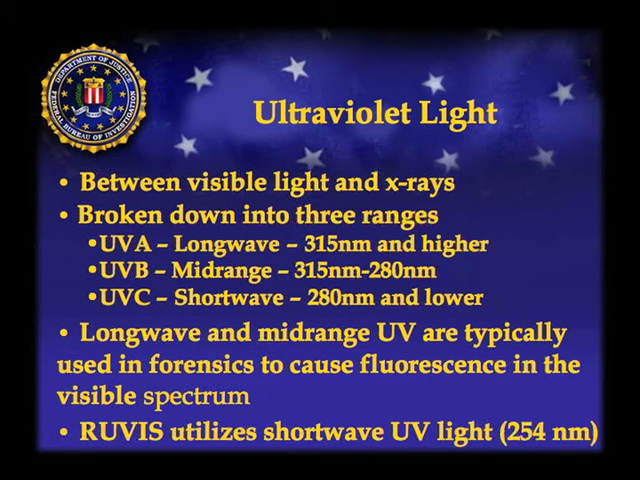 DEPARTMENT OF JUSTICE
FEDERAL BUREAU OF INVESTIGATION
Ultraviolet Light
• Between visible light and x-rays
• Broken down into three ranges
•UVA – Longwave – 315nm and higher
•UVB – Midrange – 315nm-280nm
•UVC – Shortwave – 280nm and lower
• Longwave and midrange UV are typically
used in forensics to cause fluorescence in the
visible spectrum
• RUVIS utilizes shortwave UV light (254 nm)